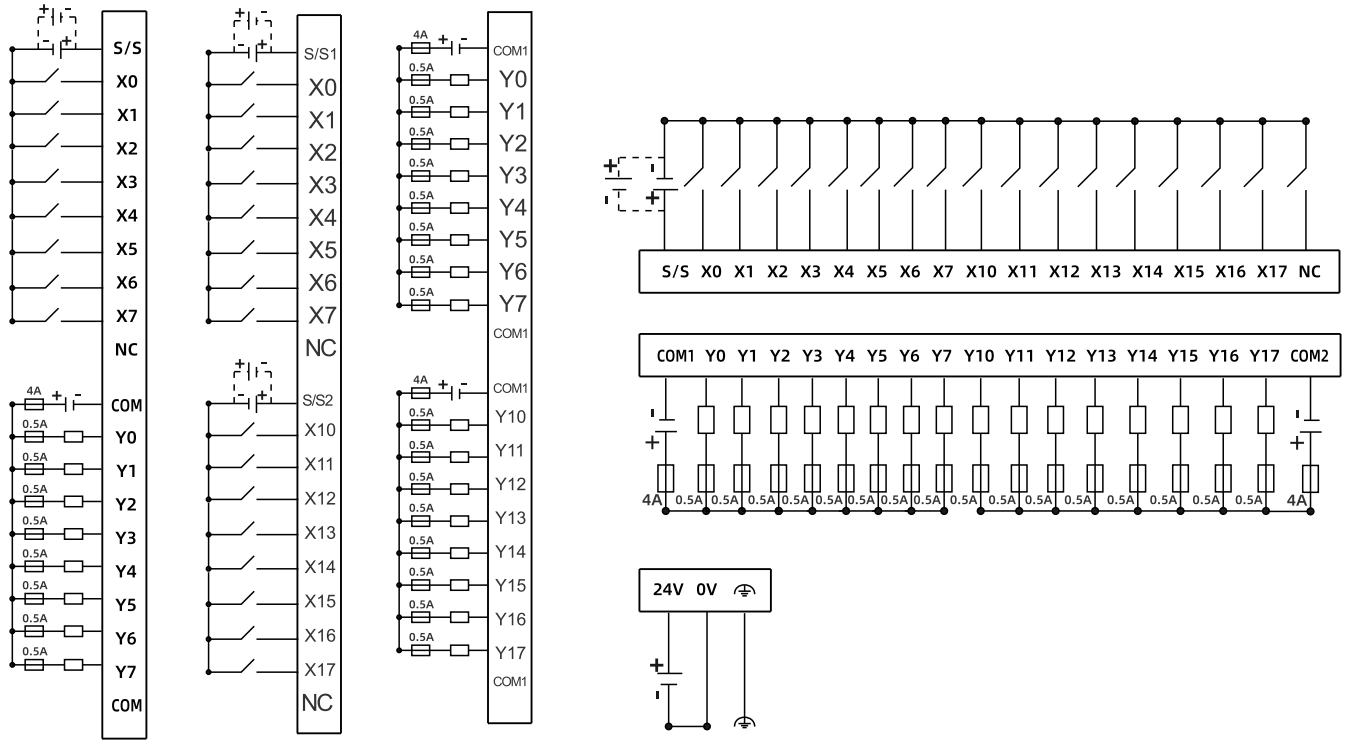 + -
- +
S/S
X0
X1
X2
X3
X4
X5
X6
X7
NC
4A + - COM
0.5A Y0
0.5A Y1
0.5A Y2
0.5A Y3
0.5A Y4
0.5A Y5
0.5A Y6
0.5A Y7
COM
+ -
- +
S/S1
X0
X1
X2
X3
X4
X5
X6
X7
NC
+ -
- +
S/S2
X10
X11
X12
X13
X14
X15
X16
X17
NC
4A + - COM1
0.5A Y0
0.5A Y1
0.5A Y2
0.5A Y3
0.5A Y4
0.5A Y5
0.5A Y6
0.5A Y7
COM1
4A + - COM1
0.5A Y10
0.5A Y11
0.5A Y12
0.5A Y13
0.5A Y14
0.5A Y15
0.5A Y16
0.5A Y17
COM1
+ -
- +
S/S X0 X1 X2 X3 X4 X5 X6 X7 X10 X11 X12 X13 X14 X15 X16 X17 NC
COM1 Y0 Y1 Y2 Y3 Y4 Y5 Y6 Y7 Y10 Y11 Y12 Y13 Y14 Y15 Y16 Y17 COM2
- -
+ +
4A 0.5A 0.5A 0.5A 0.5A 0.5A 0.5A 0.5A 0.5A 0.5A 0.5A 0.5A 0.5A 0.5A 0.5A 0.5A 0.5A 4A
24V 0V
+
-